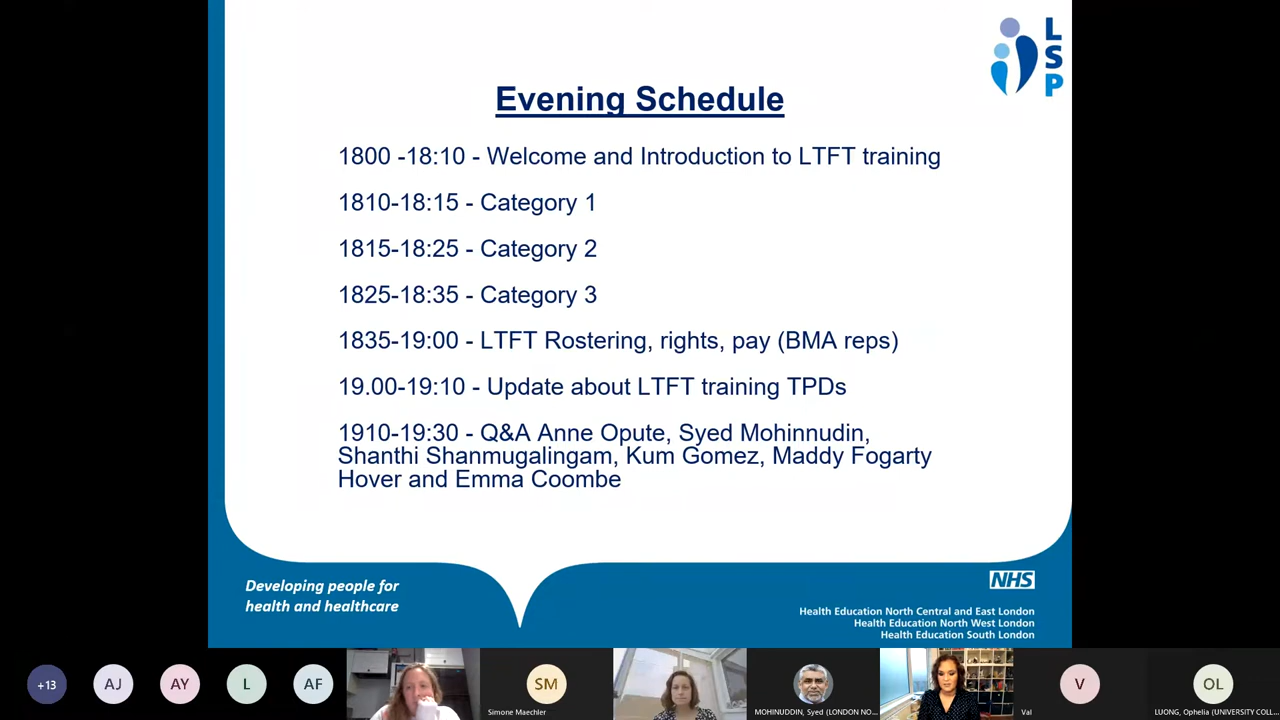 L
S
P
Evening Schedule
1800 -18:10 - Welcome and Introduction to LTFT training
1810-18:15 - Category 1
1815-18:25 - Category 2
1825-18:35 - Category 3
1835-19:00 - LTFT Rostering, rights, pay (BMA reps)
19.00-19:10 - Update about LTFT training TPDs
1910-19:30 - Q&A Anne Opute, Syed Mohinnudin,
Shanthi Shanmugalingam, Kum Gomez, Maddy Fogarty
Hover and Emma Coombe
Developing people for
health and healthcare
NHS
Health Education North Central and East London
Health Education North West London
Health Education South London
+13
AJ
AY
L
AF
SM
Simone Maechler
MOHINUDDIN, Syed (LONDON NO...
Val
V
OL
LUONG, Ophelia (UNIVERSITY COLL...